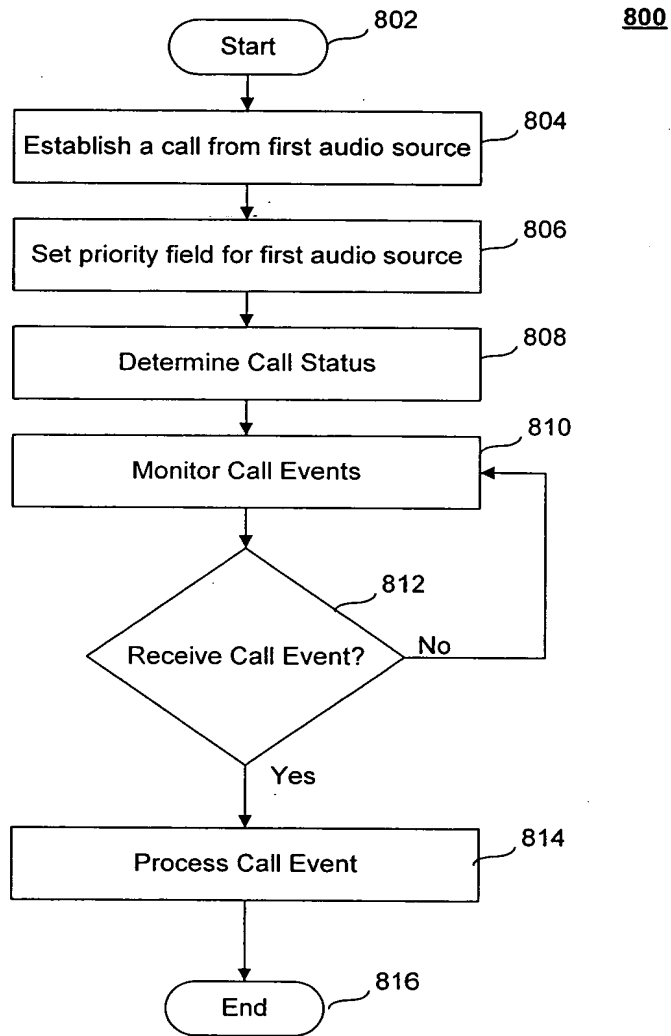 800
802
Start
804
Establish a call from first audio source
806
Set priority field for first audio source
808
Determine Call Status
810
Monitor Call Events
812
Receive Call Event?
No
Yes
814
Process Call Event
816
End